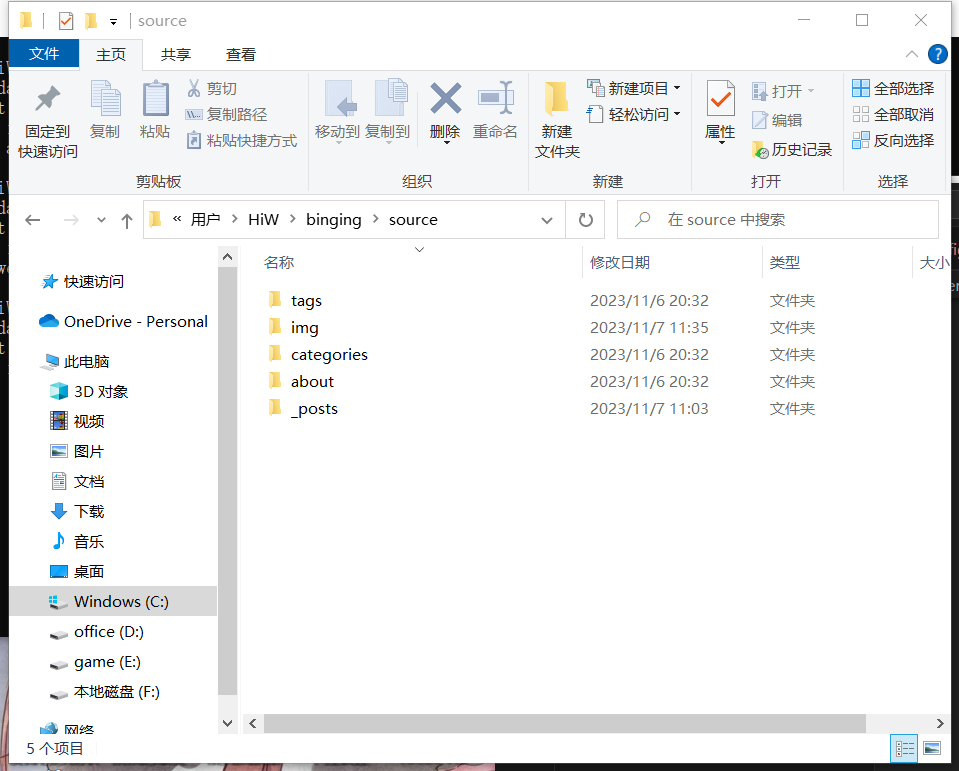 source
文件 主页 共享 查看
固定到快速访问 复制 粘贴 剪切 复制路径 粘贴快捷方式
剪贴板
移动到 复制到 删除 重命名
组织
新建文件夹 新建项目 轻松访问
新建
属性 打开 编辑 历史记录
打开
全部选择 全部取消 反向选择
选择
« 用户 > HiW > binging > source
在 source 中搜索
名称 修改日期 类型 大小
tags 2023/11/6 20:32 文件夹
img 2023/11/7 11:35 文件夹
categories 2023/11/6 20:32 文件夹
about 2023/11/6 20:32 文件夹
_posts 2023/11/7 11:03 文件夹
快速访问
OneDrive - Personal
此电脑
3D 对象
视频
图片
文档
下载
音乐
桌面
Windows (C:)
office (D:)
game (E:)
本地磁盘 (F:)
网络
5 个项目